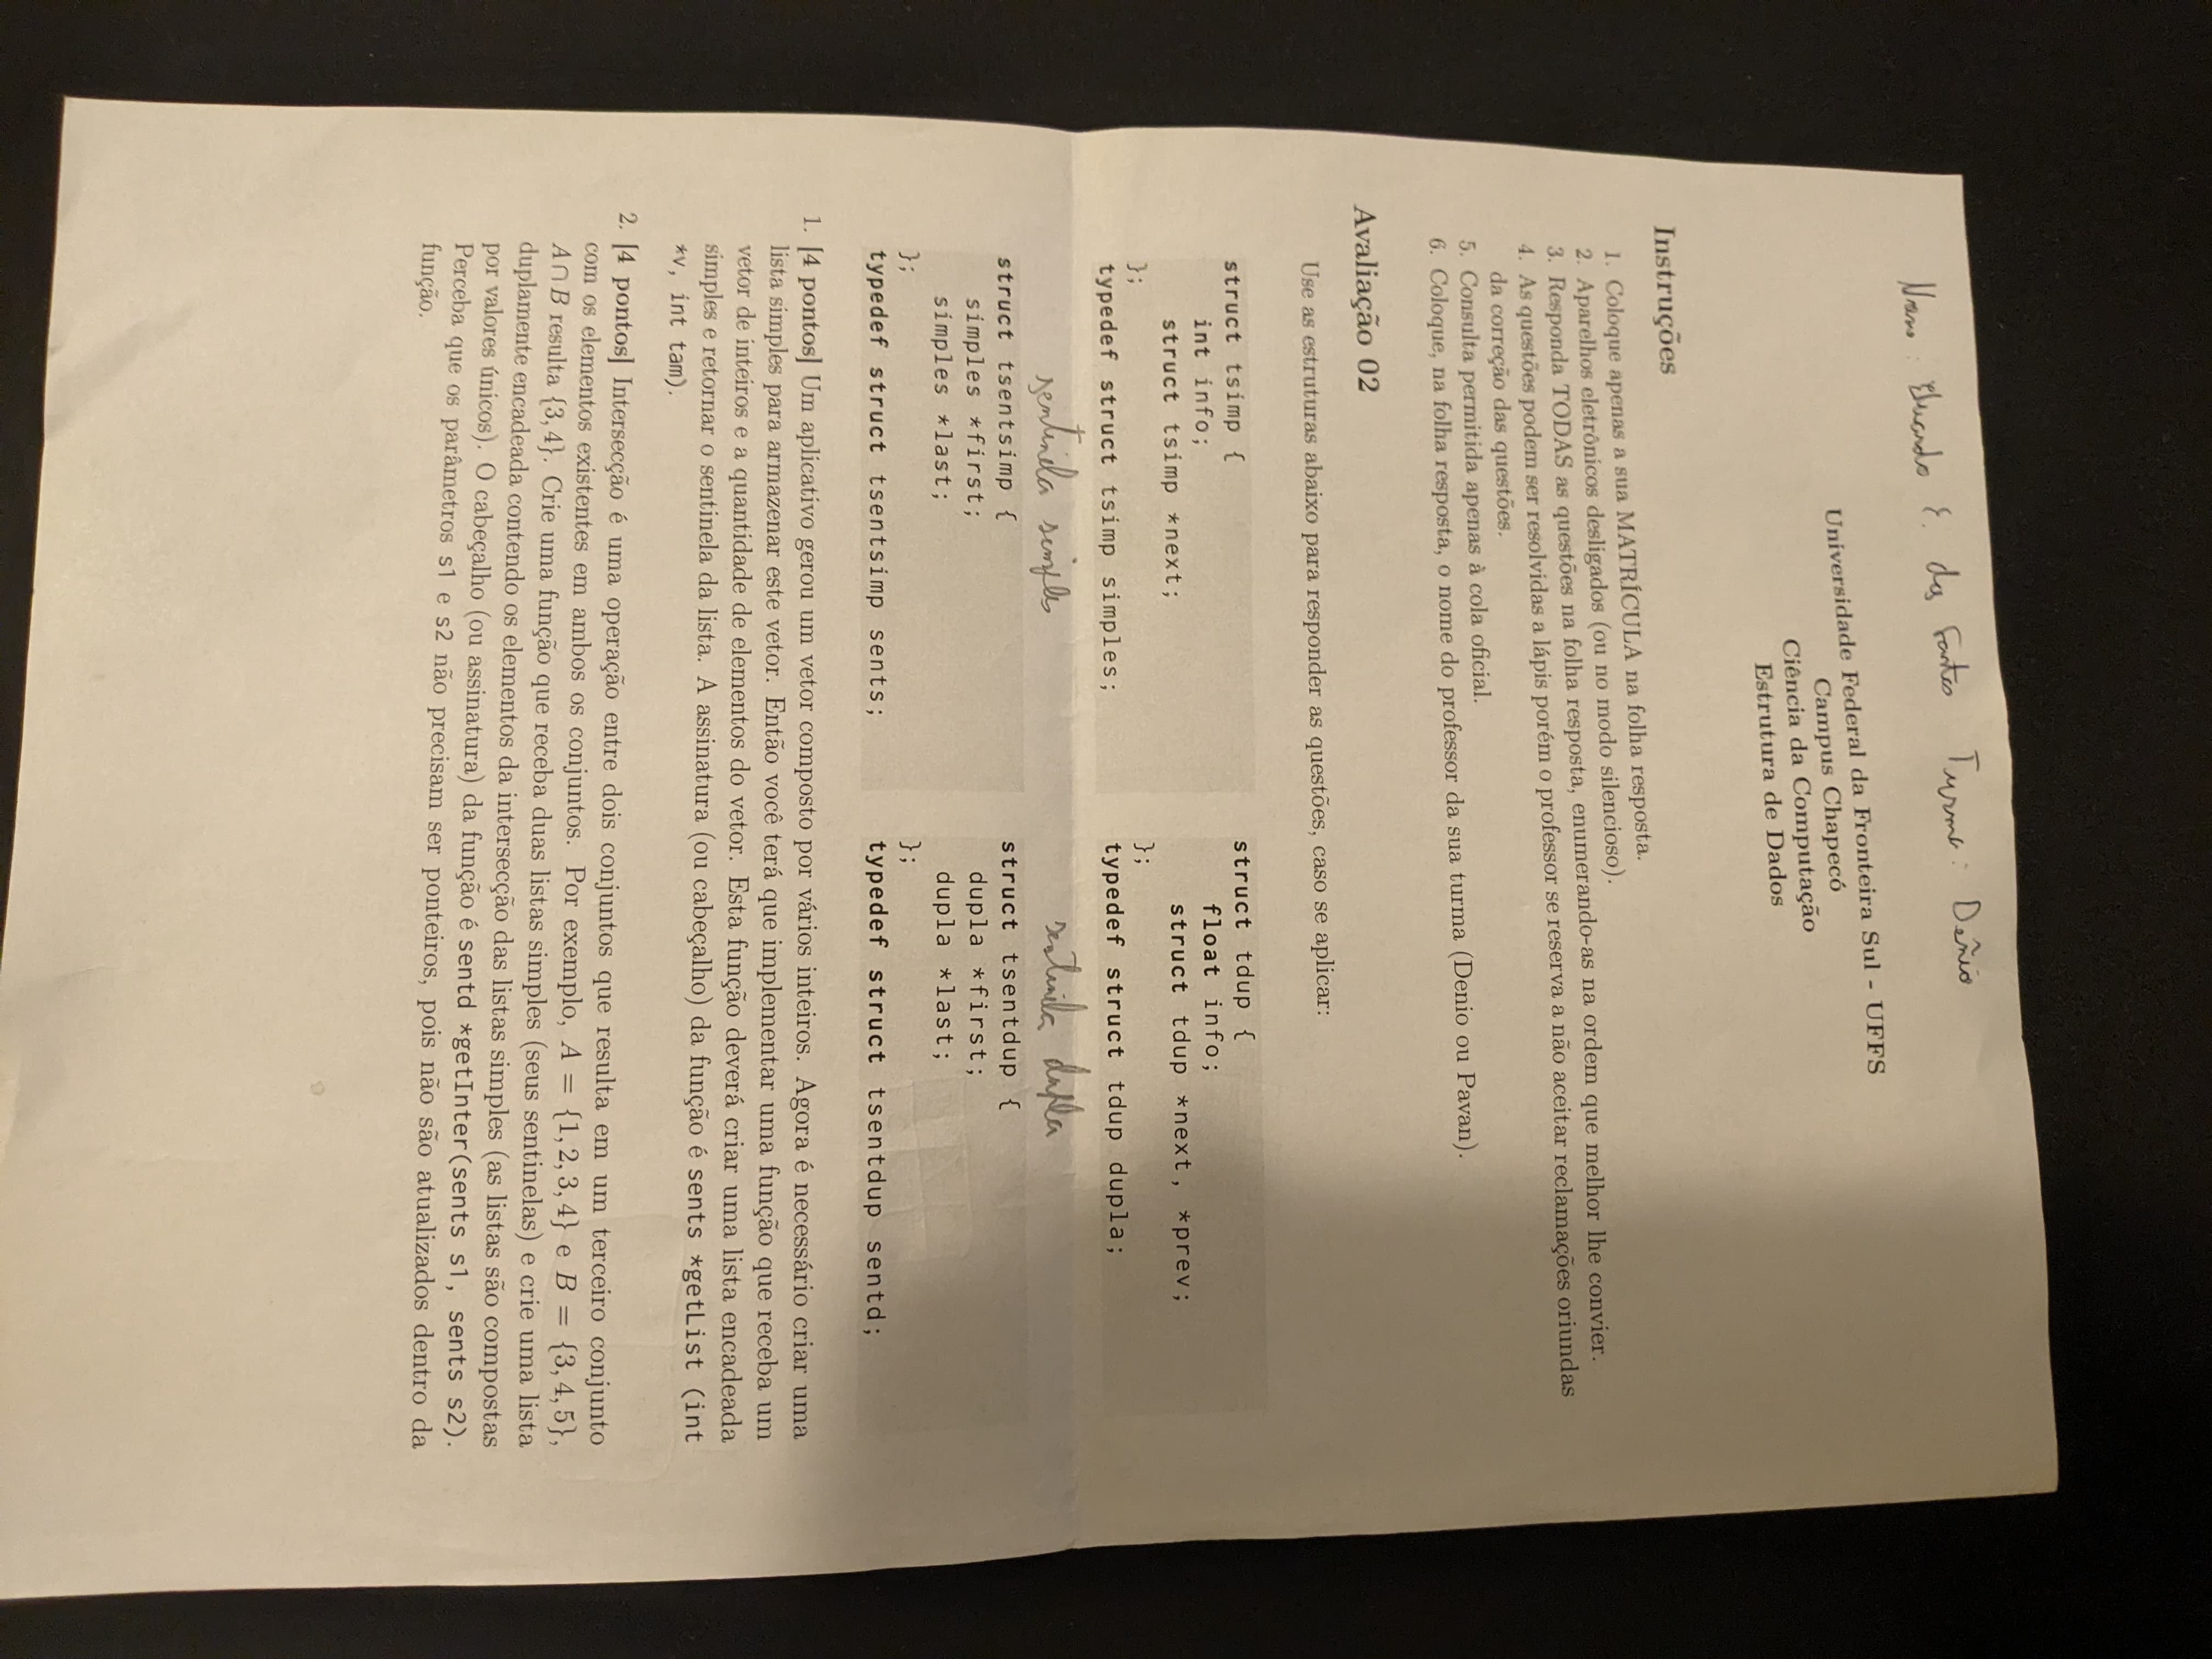 Nome: Eduardo E. dos Fortes Turma: Denio
Universidade Federal da Fronteira Sul - UFFS
Campus Chapecó
Ciência da Computação
Estrutura de Dados
Instruções
1. Coloque apenas a sua MATRÍCULA na folha resposta.
2. Aparelhos eletrônicos desligados (ou no modo silencioso).
3. Responda TODAS as questões na folha resposta, enumerando-as na ordem que melhor lhe convier.
4. As questões podem ser resolvidas a lápis porém o professor se reserva a não aceitar reclamações oriundas
da correção das questões.
5. Consulta permitida apenas à cola oficial.
6. Coloque, na folha resposta, o nome do professor da sua turma (Denio ou Pavan).
Avaliação 02
Use as estruturas abaixo para responder as questões, caso se aplicar:
struct tsimp {
int info;
struct tsimp *next;
};
typedef struct tsimp simples;
struct tdup {
float info;
struct tdup *next, *prev;
};
typedef struct tdup dupla;
sentinela simples
struct tsentsimp {
simples *first;
simples *last;
};
typedef struct tsentsimp sents;
sentinela dupla
struct tsentdup {
dupla *first;
dupla *last;
};
typedef struct tsentdup sentd;
1. [4 pontos] Um aplicativo gerou um vetor composto por vários inteiros. Agora é necessário criar uma
lista simples para armazenar este vetor. Então você terá que implementar uma função que receba um
vetor de inteiros e a quantidade de elementos do vetor. Esta função deverá criar uma lista encadeada
simples e retornar o sentinela da lista. A assinatura (ou cabeçalho) da função é sents *getList (int
*v, int tam).
2. [4 pontos] Intersecção é uma operação entre dois conjuntos que resulta em um terceiro conjunto
com os elementos existentes em ambos os conjuntos. Por exemplo, A = {1, 2, 3, 4} e B = {3, 4, 5},
A ∩ B resulta {3, 4}. Crie uma função que receba duas listas simples (seus sentinelas) e crie uma lista
duplamente encadeada contendo os elementos da intersecção das listas simples (as listas são compostas
por valores únicos). O cabeçalho (ou assinatura) da função é sentd *getInter(sents s1, sents s2).
Perceba que os parâmetros s1 e s2 não precisam ser ponteiros, pois não são atualizados dentro da
função.